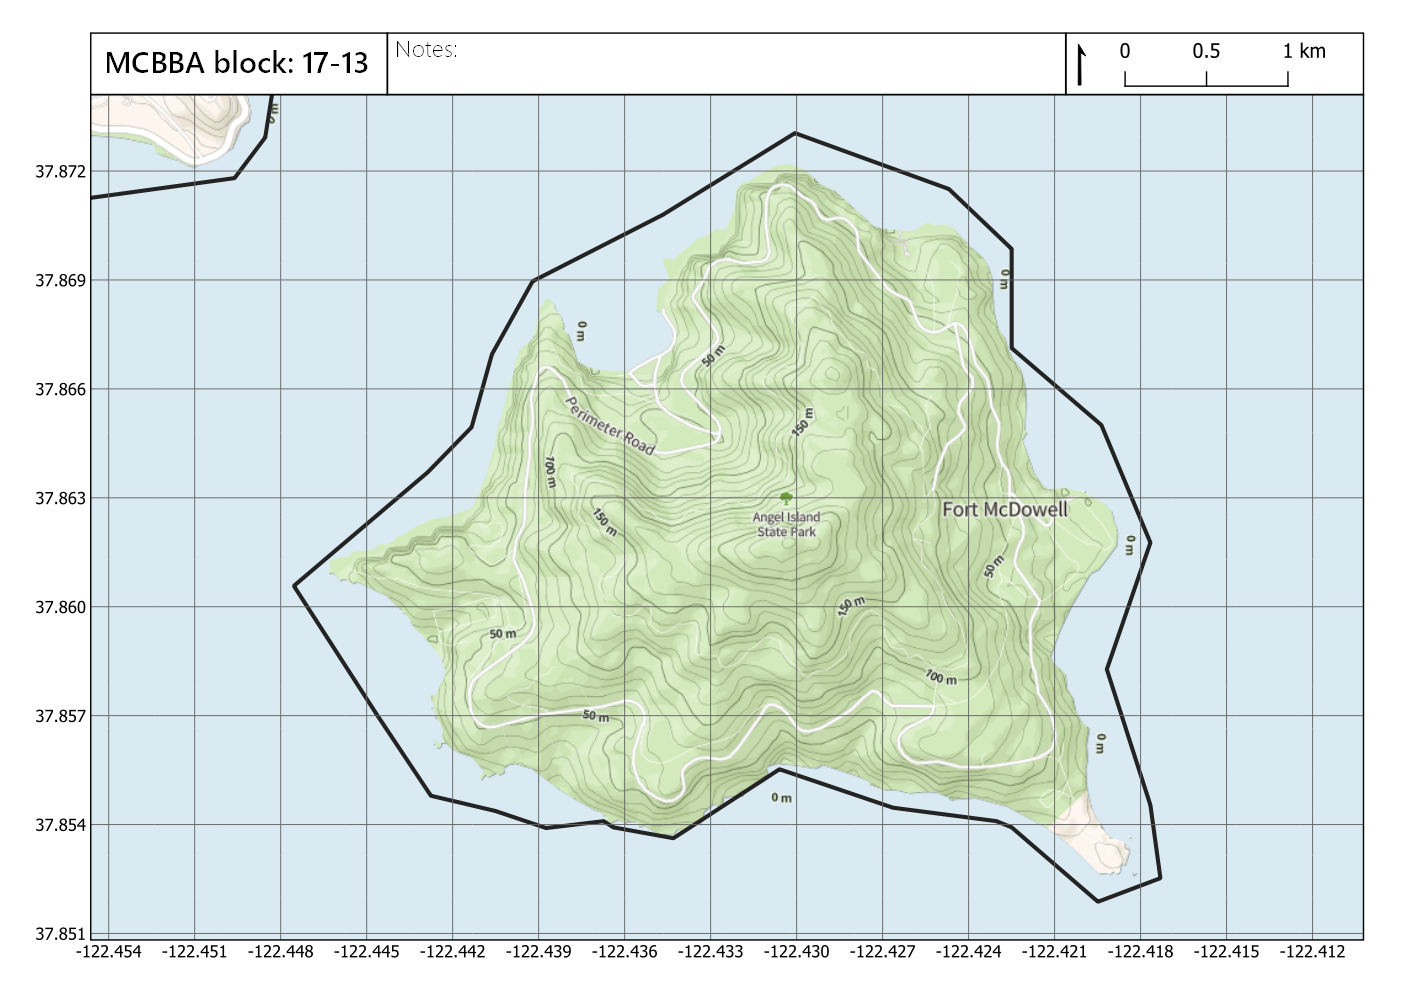 MCBBA block: 17-13
Notes:
0 0.5 1 km
0 m
37.872
37.869
0 m
0 m
50 m
37.866
Perimeter Road
150 m
100 m
37.863
Angel Island
State Park
Fort McDowell
150 m
0 m
50 m
37.860
150 m
50 m
100 m
37.857
50 m
0 m
0 m
37.854
37.851
-122.454 -122.451 -122.448 -122.445 -122.442 -122.439 -122.436 -122.433 -122.430 -122.427 -122.424 -122.421 -122.418 -122.415 -122.412